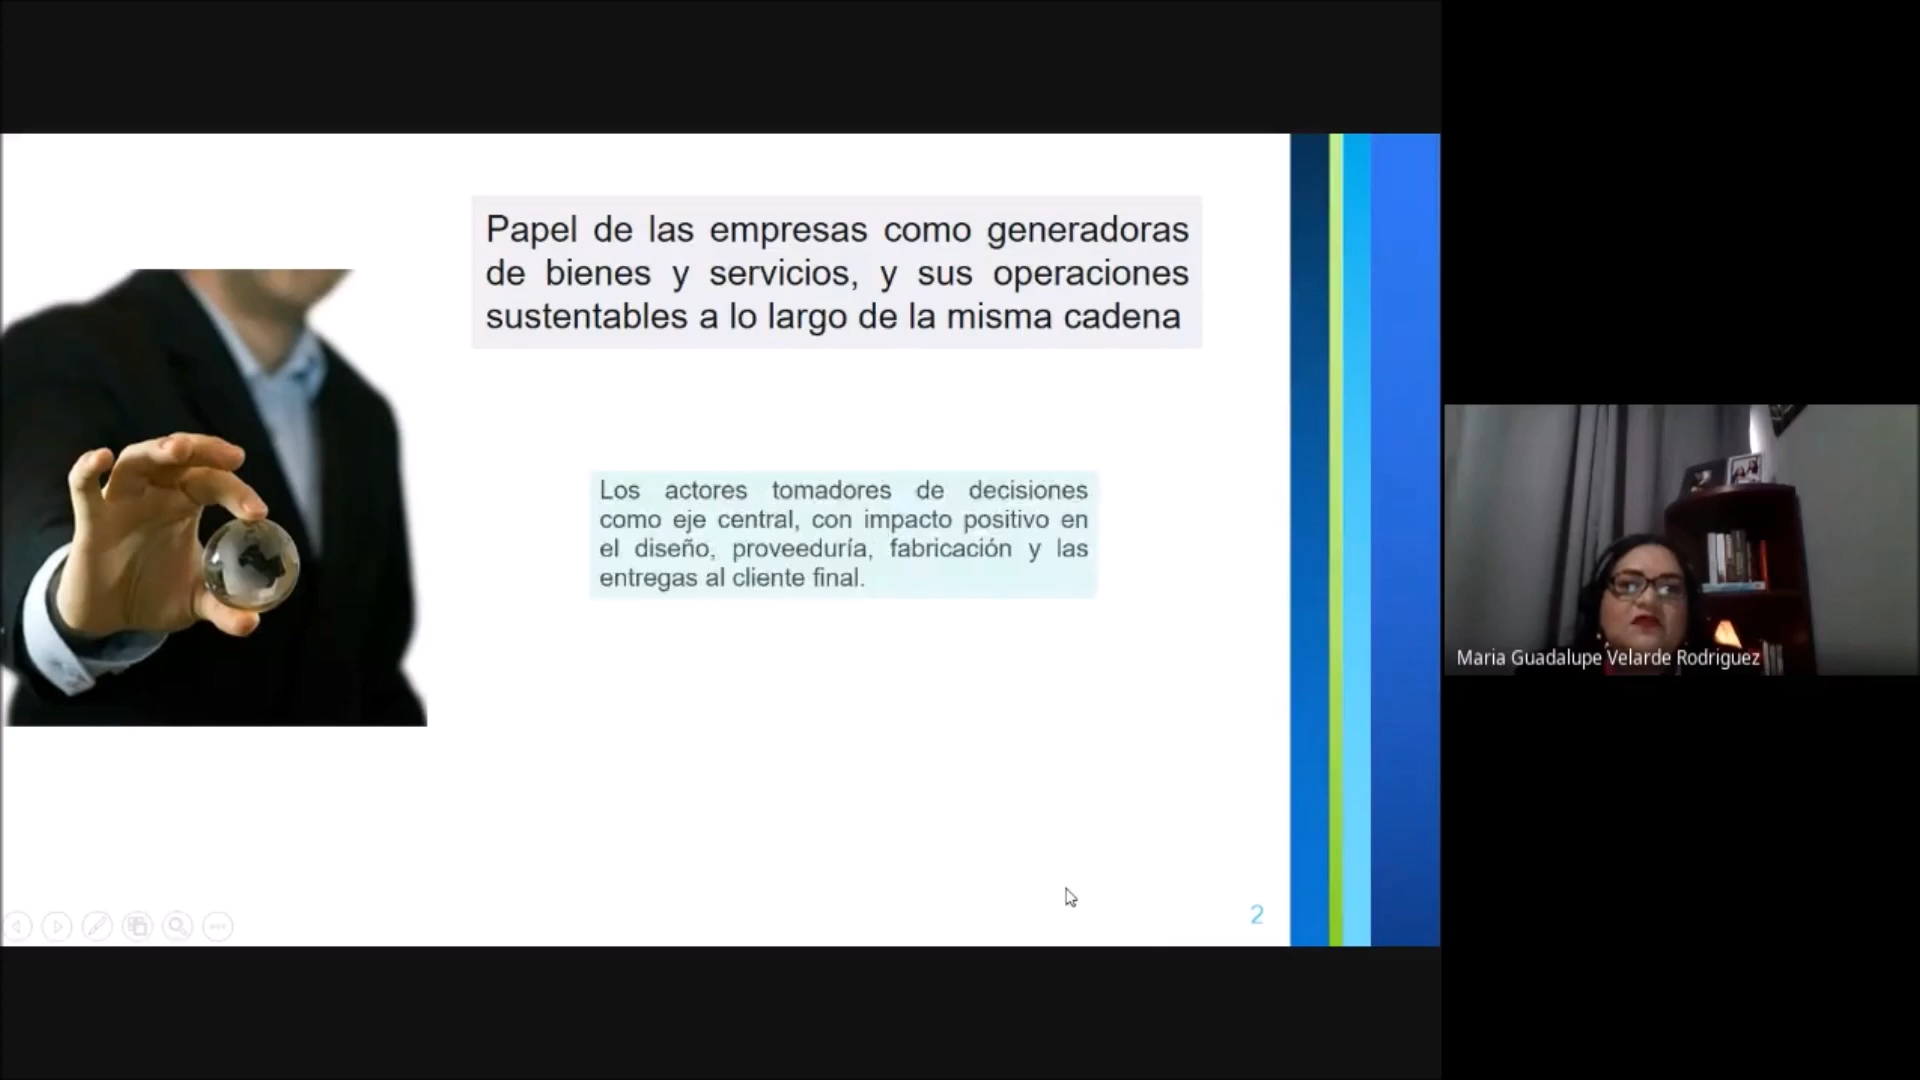 Papel de las empresas como generadoras
de bienes y servicios, y sus operaciones
sustentables a lo largo de la misma cadena
Los actores tomadores de decisiones
como eje central, con impacto positivo en
el diseño, proveeduría, fabricación y las
entregas al cliente final.
2
Maria Guadalupe Velarde Rodriguez